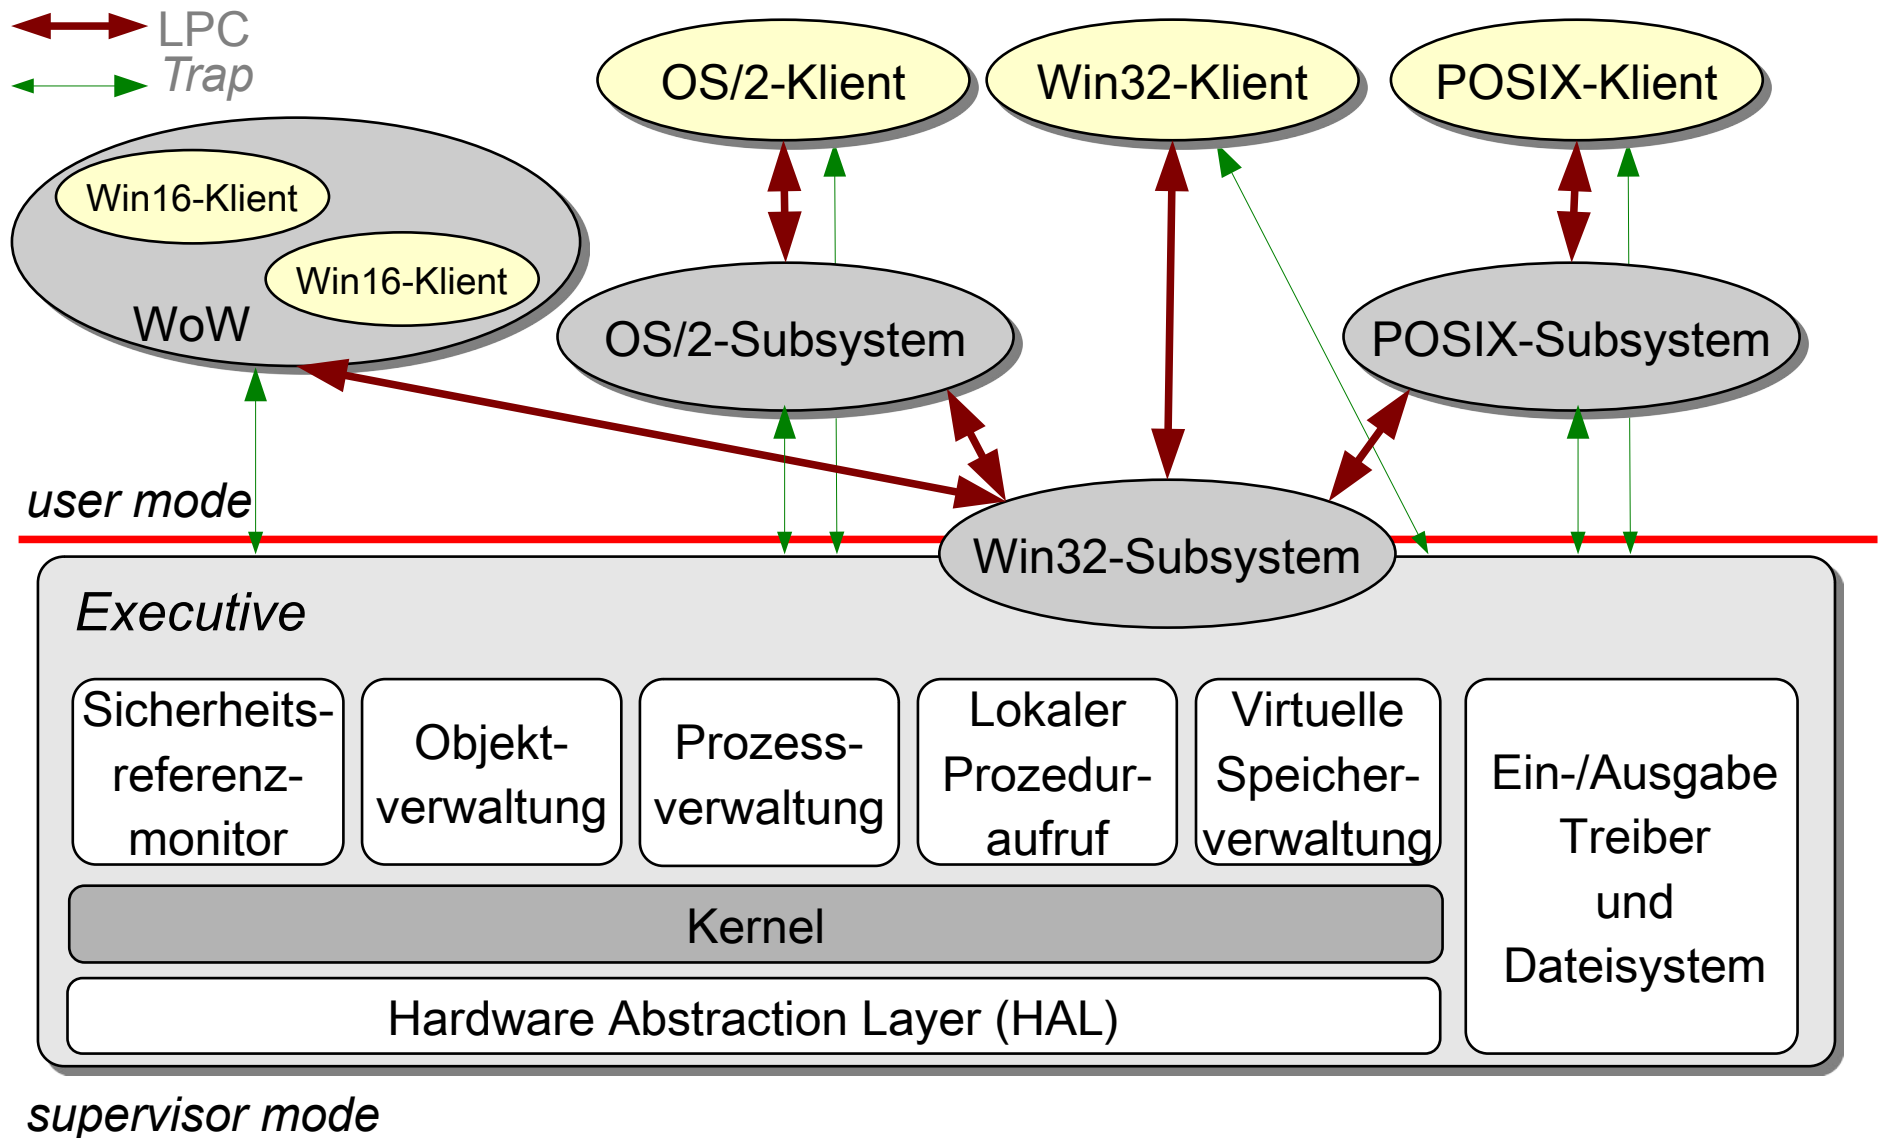 LPC
Trap
OS/2-Klient
Win32-Klient
POSIX-Klient
Win16-Klient
Win16-Klient
WoW
OS/2-Subsystem
POSIX-Subsystem
user mode
Win32-Subsystem
Executive
Sicherheits-
referenz-
monitor
Objekt-
verwaltung
Prozess-
verwaltung
Lokaler
Prozedur-
aufruf
Virtuelle
Speicher-
verwaltung
Ein-/Ausgabe
Treiber
und
Dateisystem
Kernel
Hardware Abstraction Layer (HAL)
supervisor mode